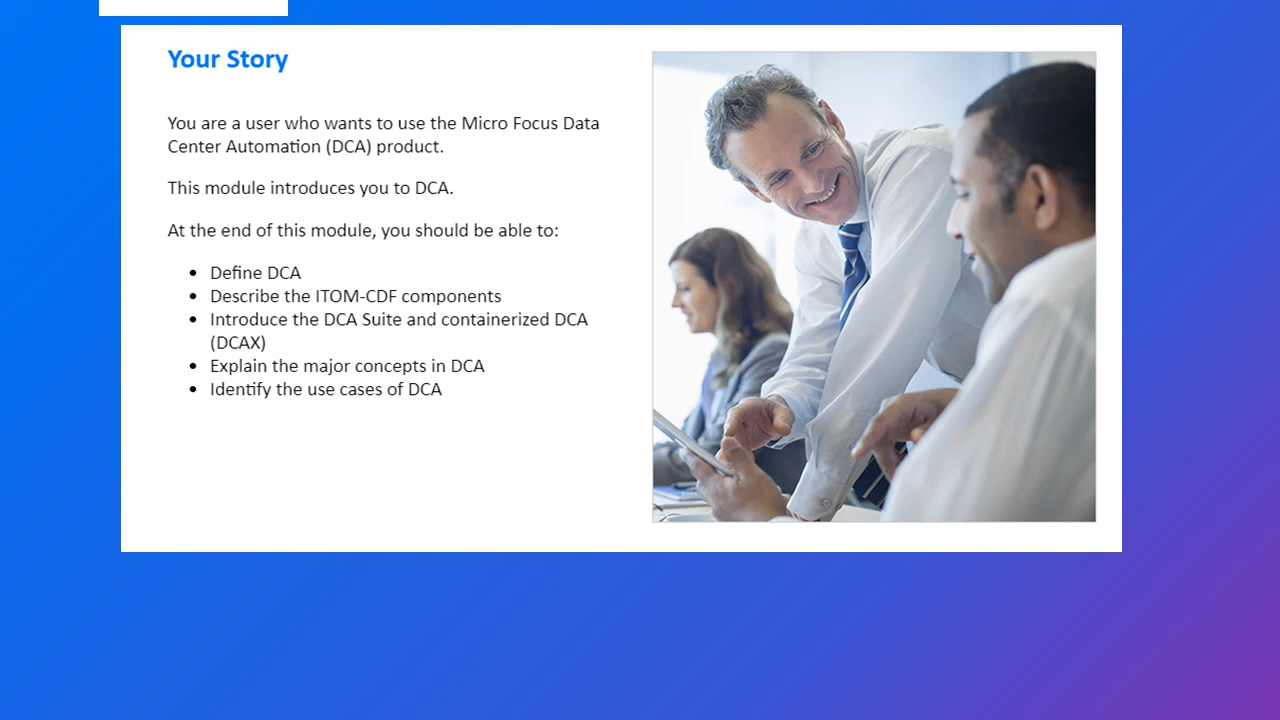 Your Story
You are a user who wants to use the Micro Focus Data
Center Automation (DCA) product.
This module introduces you to DCA.
At the end of this module, you should be able to:
• Define DCA
• Describe the ITOM-CDF components
• Introduce the DCA Suite and containerized DCA
(DCAX)
• Explain the major concepts in DCA
• Identify the use cases of DCA